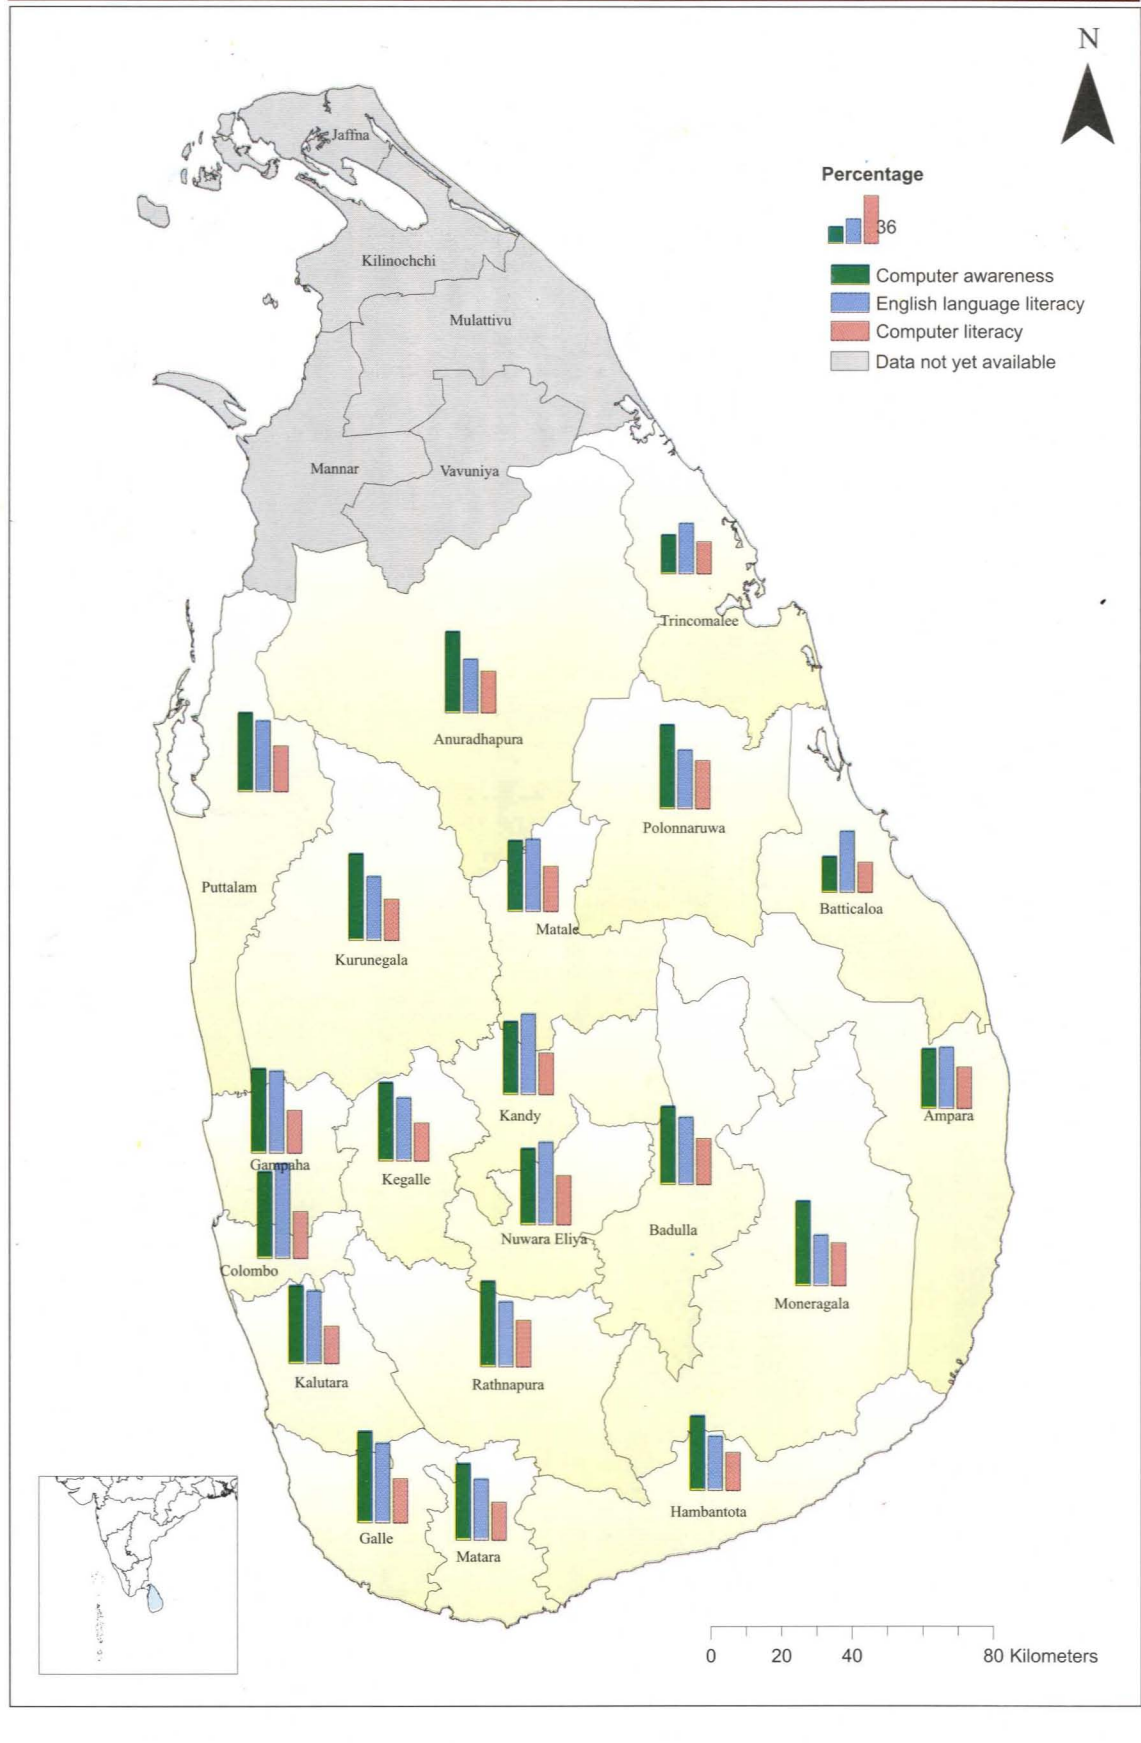 N
Jaffna
Percentage
36
Kilinochchi
Computer awareness
English language literacy
Mulattivu
Computer literacy
Data not yet available
Mannar
Vavuniya
Trincomalee
Anuradhapura
Polonnaruwa
Puttalam
Batticaloa
Matale
Kurunegala
Kandy
Ampara
Gampaha
Kegalle
Badulla
Nuwara Eliya
Colombo
Moneragala
Kalutara
Rathnapura
Hambantota
Galle
Matara
0 20 40 80 Kilometers